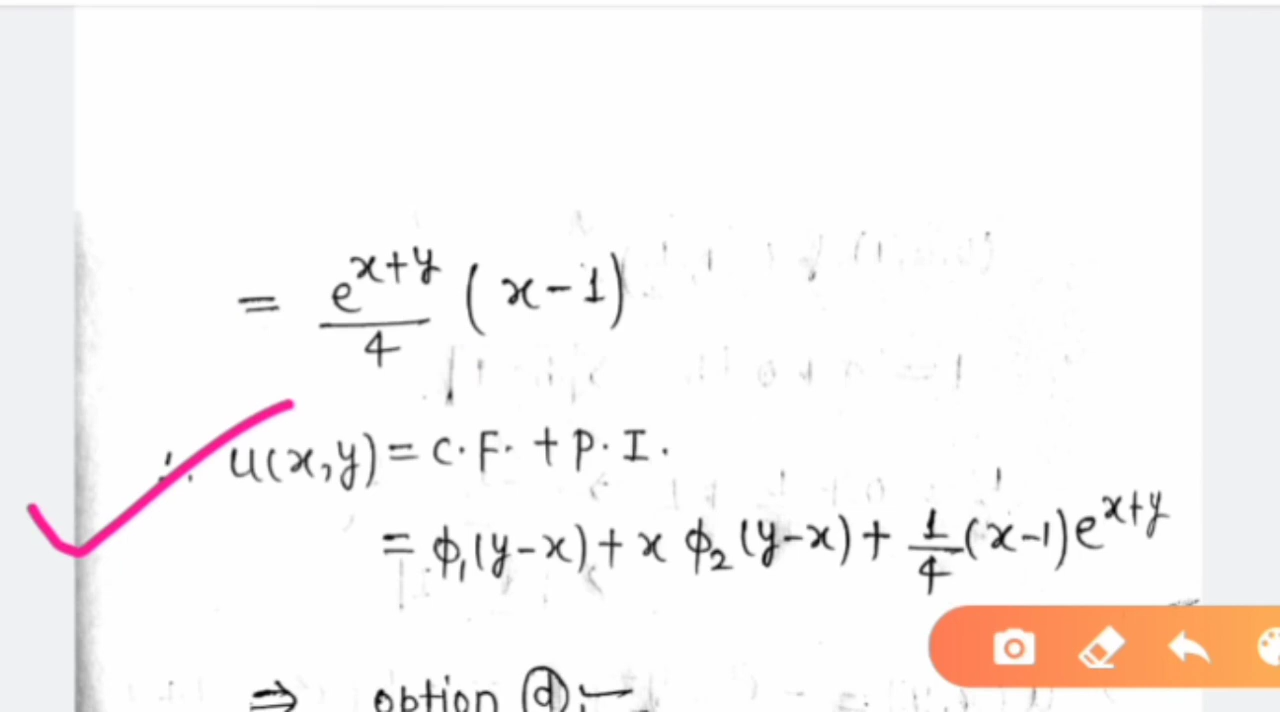 = e^{x+y}/4 (x-1)
∴ u(x,y) = C.F. + P.I.
= ϕ₁(y-x) + x ϕ₂(y-x) + 1/4 (x-1)e^{x+y}
⇒ option (d) :-